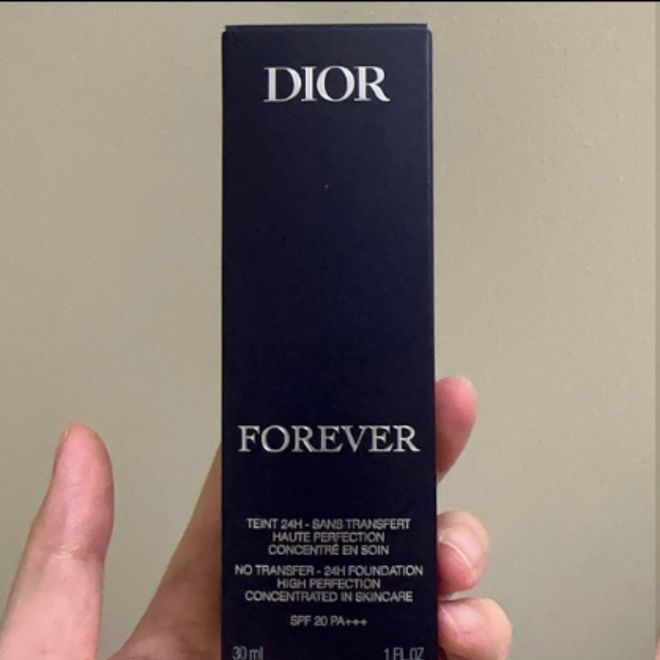 DIOR
FOREVER
TEINT 24H - SANS TRANSFERT
HAUTE PERFECTION
CONCENTRÉ EN SOIN
NO TRANSFER - 24H FOUNDATION
HIGH PERFECTION
CONCENTRATED IN SKINCARE
SPF 20 PA+++
30 ml 1 FL.OZ